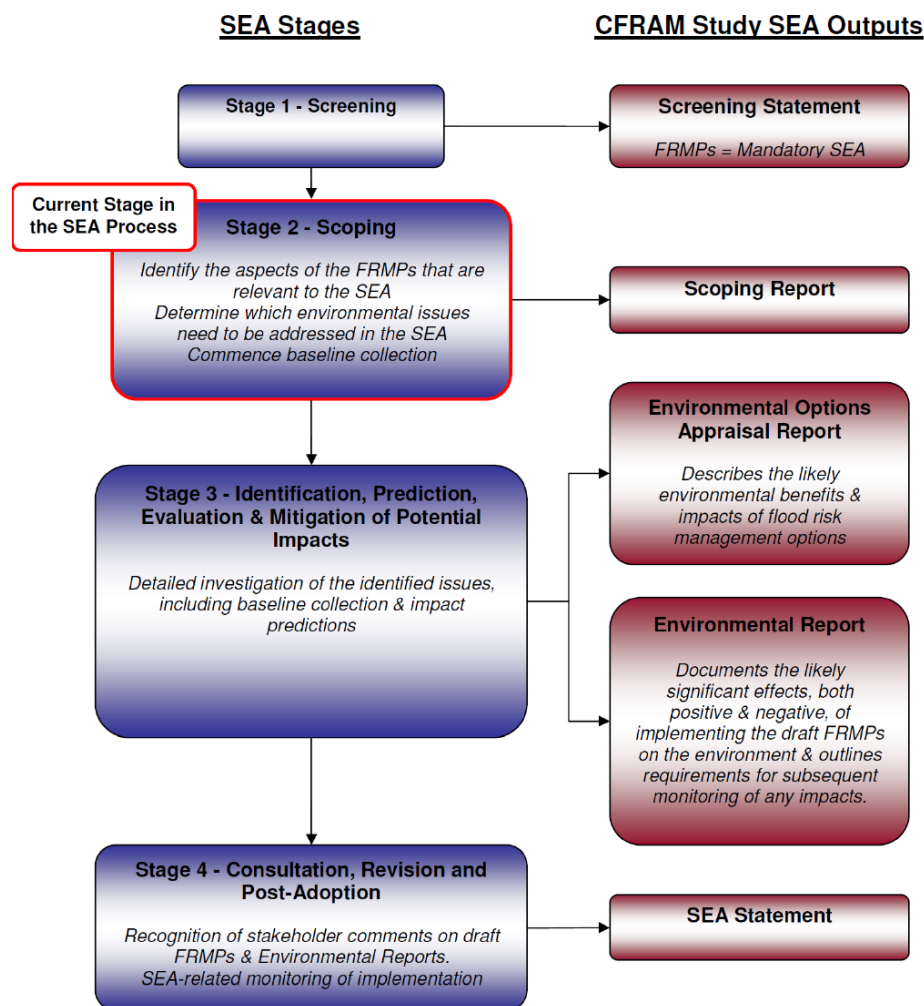 SEA Stages
CFRAM Study SEA Outputs
Stage 1 - Screening
Screening Statement
FRMPs = Mandatory SEA
Current Stage in
the SEA Process
Stage 2 - Scoping
Identify the aspects of the FRMPs that are
relevant to the SEA
Determine which environmental issues
need to be addressed in the SEA
Commence baseline collection
Scoping Report
Environmental Options
Appraisal Report
Describes the likely
environmental benefits &
impacts of flood risk
management options
Stage 3 - Identification, Prediction,
Evaluation & Mitigation of Potential
Impacts
Detailed investigation of the identified issues,
including baseline collection & impact
predictions
Environmental Report
Documents the likely
significant effects, both
positive & negative, of
implementing the draft FRMPs
on the environment & outlines
requirements for subsequent
monitoring of any impacts.
Stage 4 - Consultation, Revision and
Post-Adoption
Recognition of stakeholder comments on draft
FRMPs & Environmental Reports.
SEA-related monitoring of implementation
SEA Statement